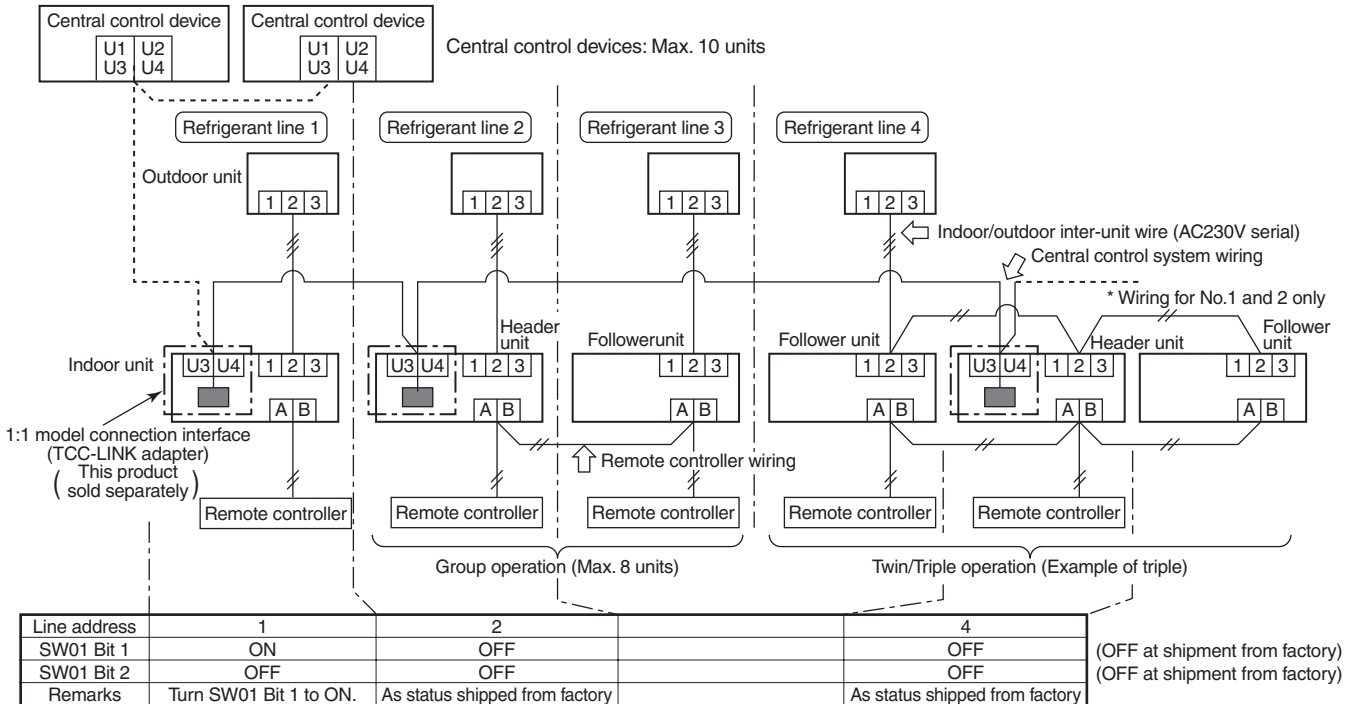 Central control device Central control device
U1 U2 U1 U2
U3 U4 U3 U4
Central control devices: Max. 10 units
Refrigerant line 1 Refrigerant line 2 Refrigerant line 3 Refrigerant line 4
Outdoor unit
1 2 3 1 2 3 1 2 3 1 2 3
Indoor/outdoor inter-unit wire (AC230V serial)
Central control system wiring
* Wiring for No.1 and 2 only
Header
unit
Followerunit
Follower unit
Header unit
Follower
unit
Indoor unit
U3 U4 1 2 3 U3 U4 1 2 3 1 2 3 1 2 3 U3 U4 1 2 3 1 2 3
A B A B A B A B A B A B
1:1 model connection interface
(TCC-LINK adapter)
( This product
sold separately )
Remote controller wiring
Remote controller Remote controller Remote controller Remote controller Remote controller
Group operation (Max. 8 units)
Twin/Triple operation (Example of triple)
Line address 1 2 4
SW01 Bit 1 ON OFF OFF (OFF at shipment from factory)
SW01 Bit 2 OFF OFF OFF (OFF at shipment from factory)
Remarks Turn SW01 Bit 1 to ON. As status shipped from factory As status shipped from factory